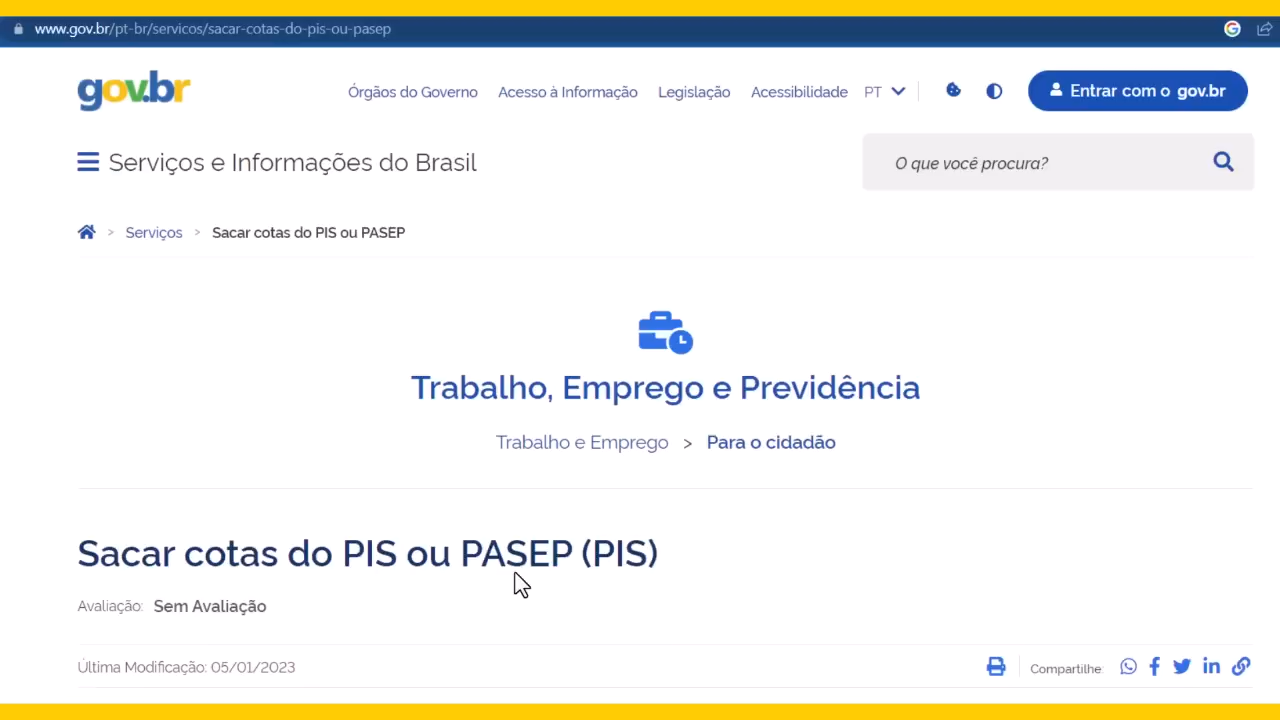 www.gov.br/pt-br/servicos/sacar-cotas-do-pis-ou-pasep
gov.br
Órgãos do Governo Acesso à Informação Legislação Acessibilidade PT Entrar com o gov.br
Serviços e Informações do Brasil
O que você procura?
> Serviços > Sacar cotas do PIS ou PASEP
Trabalho, Emprego e Previdência
Trabalho e Emprego > Para o cidadão
Sacar cotas do PIS ou PASEP (PIS)
Avaliação: Sem Avaliação
Última Modificação: 05/01/2023
Compartilhe: